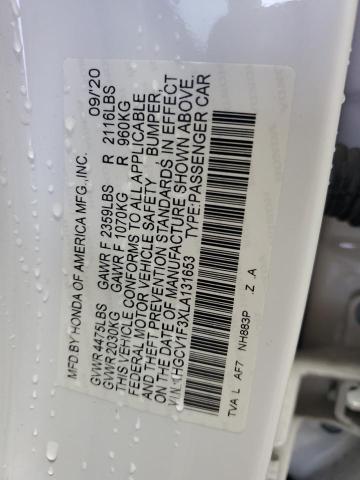 MFD BY HONDA OF AMERICA MFG., INC. 09/20
GVWR 4475LBS GAWR F 2359LBS R 2116LBS
GVWR 2030KG GAWR F 1070KG R 960KG
THIS VEHICLE CONFORMS TO ALL APPLICABLE
FEDERAL MOTOR VEHICLE SAFETY BUMPER,
AND THEFT PREVENTION STANDARDS IN EFFECT
ON THE DATE OF MANUFACTURE SHOWN ABOVE.
V.I.N.: 1HGCV1F3XLA131653 TYPE:PASSENGER CAR
TVA L AF7 NH883P .Z .A